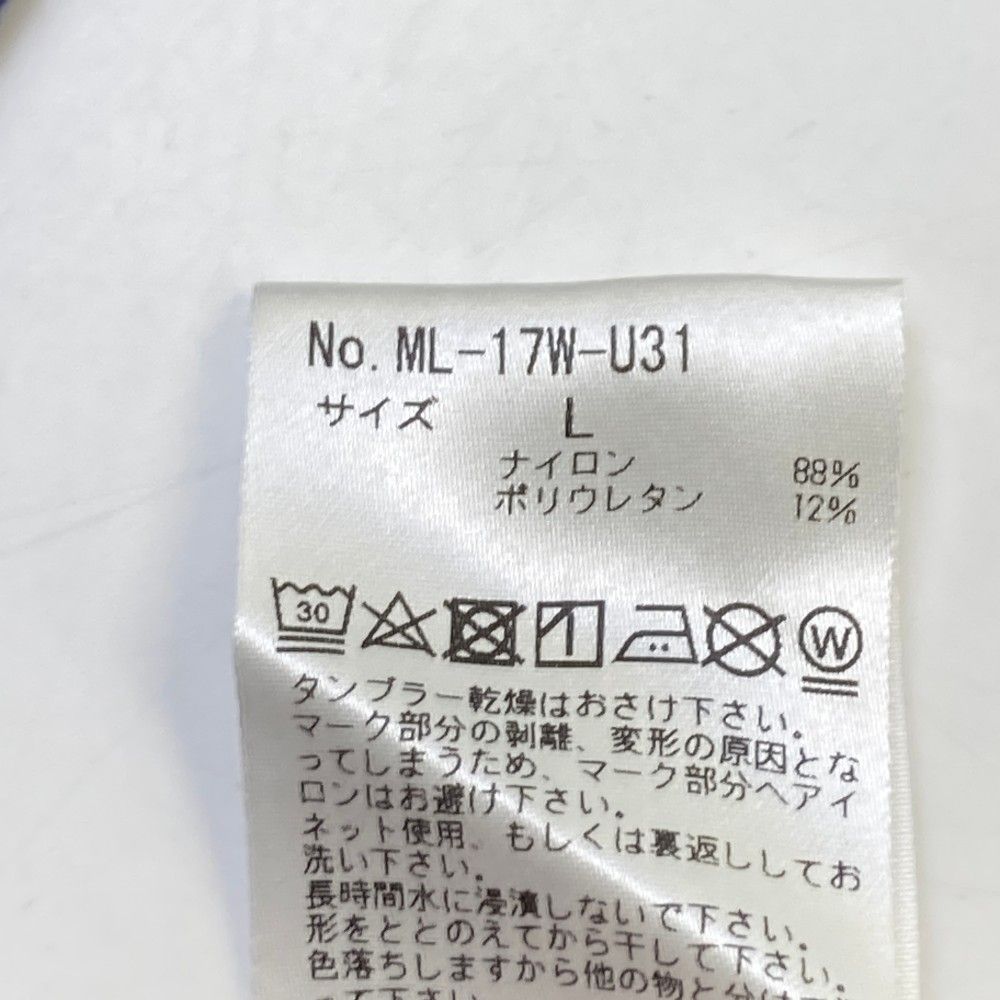 No. ML-17W-U31
サイズ L
ナイロン 88%
ポリウレタン 12%
30 W
タンブラー乾燥はおさけ下さい。
マーク部分の剥離、変形の原因とな
ってしまうため、マーク部分へアイ
ロンはお避け下さい。
ネット使用、もしくは裏返ししてお
洗い下さい。
長時間水に浸漬しないで下さい。
形をととのえてから干して下さい。
色落ちしますから他の物と分け
って下さい